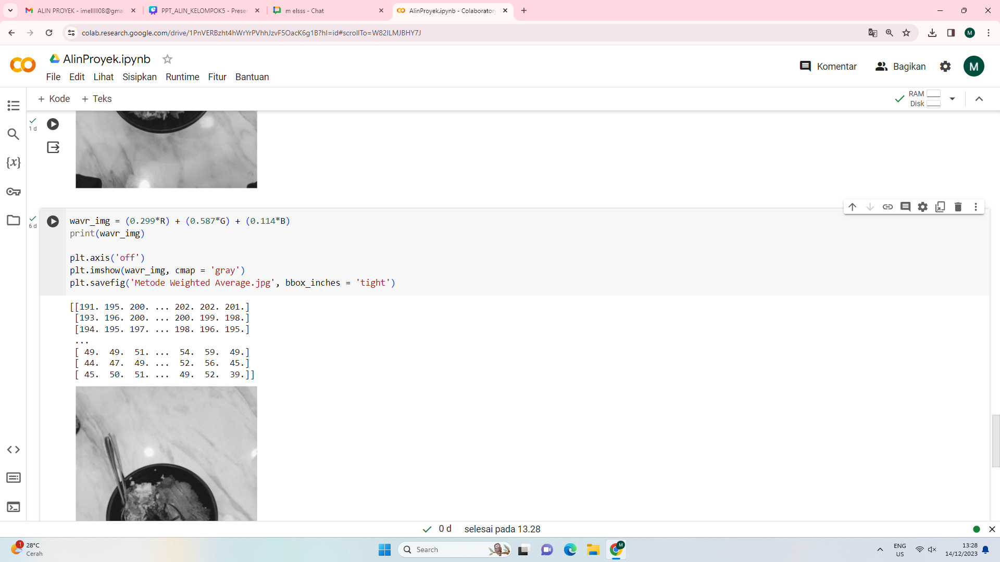 ALIN PROYEK - imelllll08@gma
PPT_ALIN_KELOMPOK5 - Prese
m elsss - Chat
AlinProyek.ipynb - Colaboratory
colab.research.google.com/drive/1PnVERBzht4hWrYrPVhhJzvF5OacK6g1B?hl=id#scrollTo=W82ILMJBHY7J
M
AlinProyek.ipynb
File Edit Lihat Sisipkan Runtime Fitur Bantuan
Komentar
Bagikan
M
+ Kode + Teks
RAM
Disk
1 d
{x}
6 d
wavr_img = (0.299*R) + (0.587*G) + (0.114*B)
print(wavr_img)
plt.axis('off')
plt.imshow(wavr_img, cmap = 'gray')
plt.savefig('Metode Weighted Average.jpg', bbox_inches = 'tight')
[[191. 195. 200. ... 202. 202. 201.]
[193. 196. 200. ... 200. 199. 198.]
[194. 195. 197. ... 198. 196. 195.]
...
[ 49. 49. 51. ... 54. 59. 49.]
[ 44. 47. 49. ... 52. 56. 45.]
[ 45. 50. 51. ... 49. 52. 39.]]
0 d selesai pada 13.28
1
28°C
Cerah
Search
M
ENG
US
13:28
14/12/2023